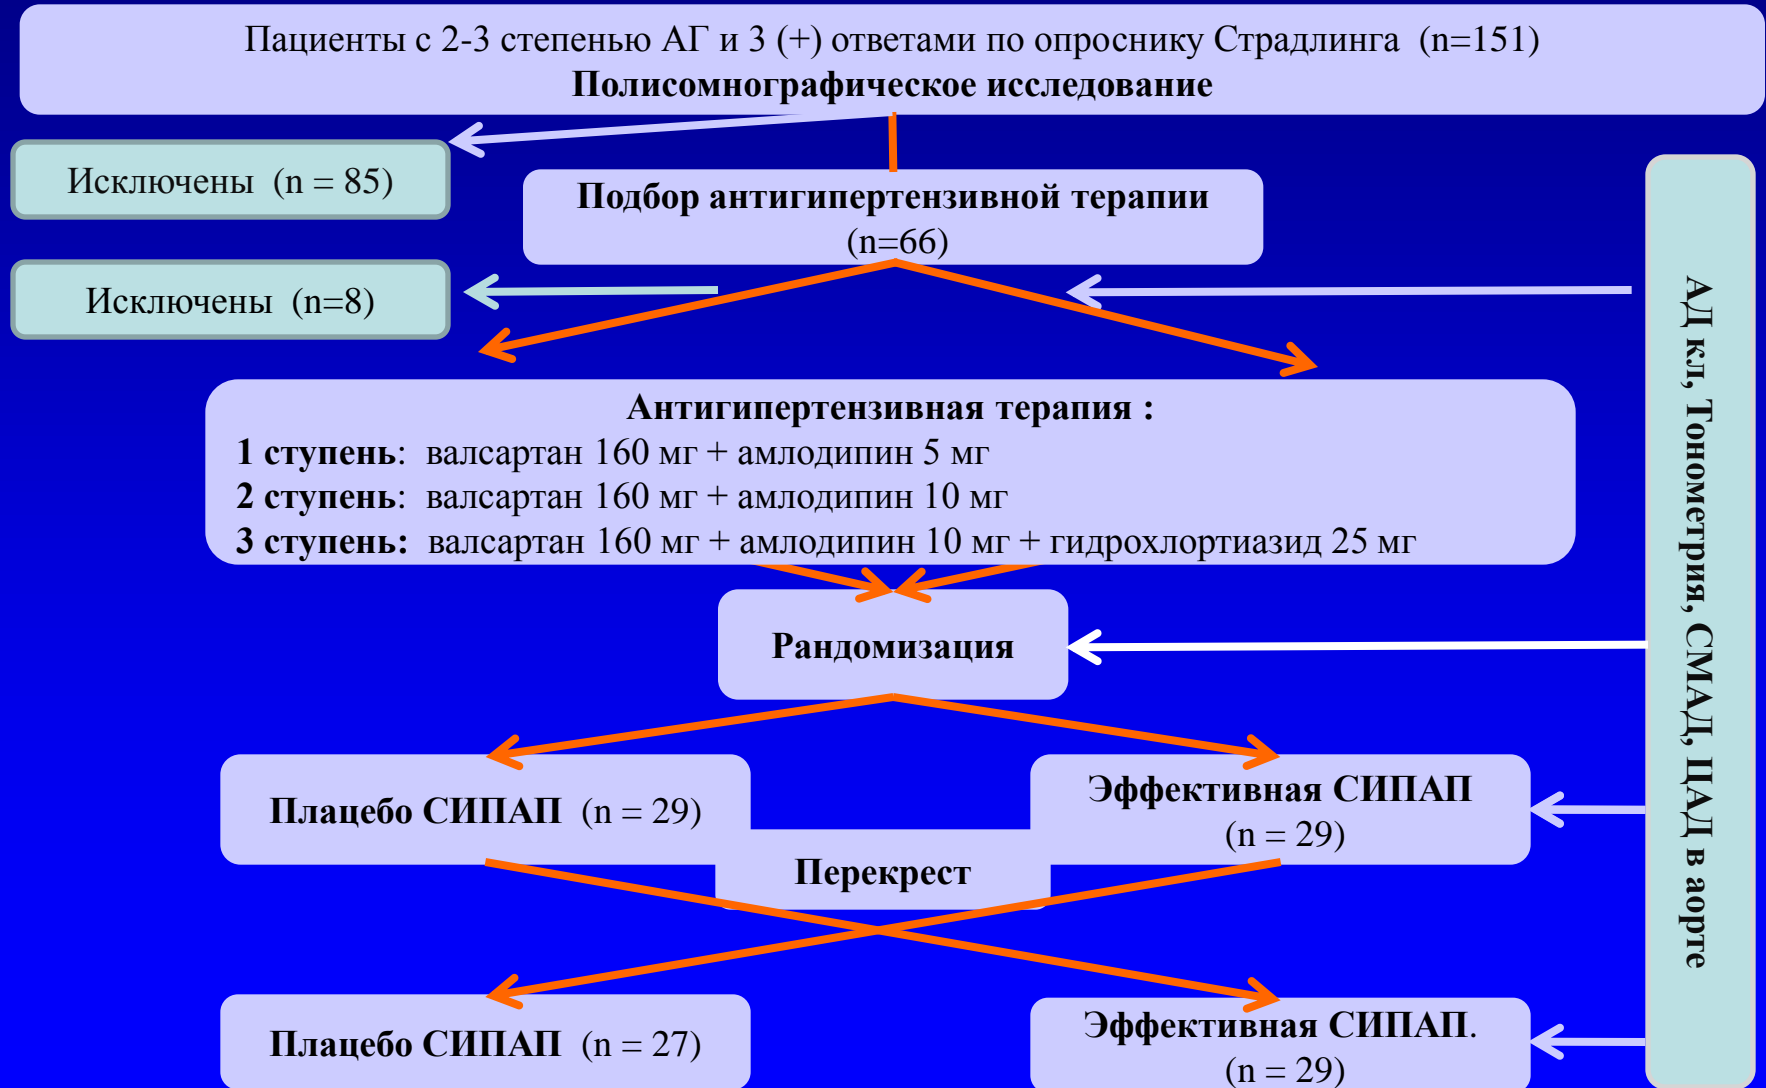 Пациенты с 2-3 степенью АГ и 3 (+) ответами по опроснику Страдлинга (n=151)
Полисомнографическое исследование
Исключены (n = 85)
Подбор антигипертензивной терапии
(n=66)
Исключены (n=8)
Антигипертензивная терапия :
1 ступень: валсартан 160 мг + амлодипин 5 мг
2 ступень: валсартан 160 мг + амлодипин 10 мг
3 ступень: валсартан 160 мг + амлодипин 10 мг + гидрохлортиазид 25 мг
Рандомизация
Плацебо СИПАП (n = 29)
Эффективная СИПАП
(n = 29)
Перекрест
Плацебо СИПАП (n = 27)
Эффективная СИПАП.
(n = 29)
АД кл, Тонометрия, СМАД, ЦАД в аорте